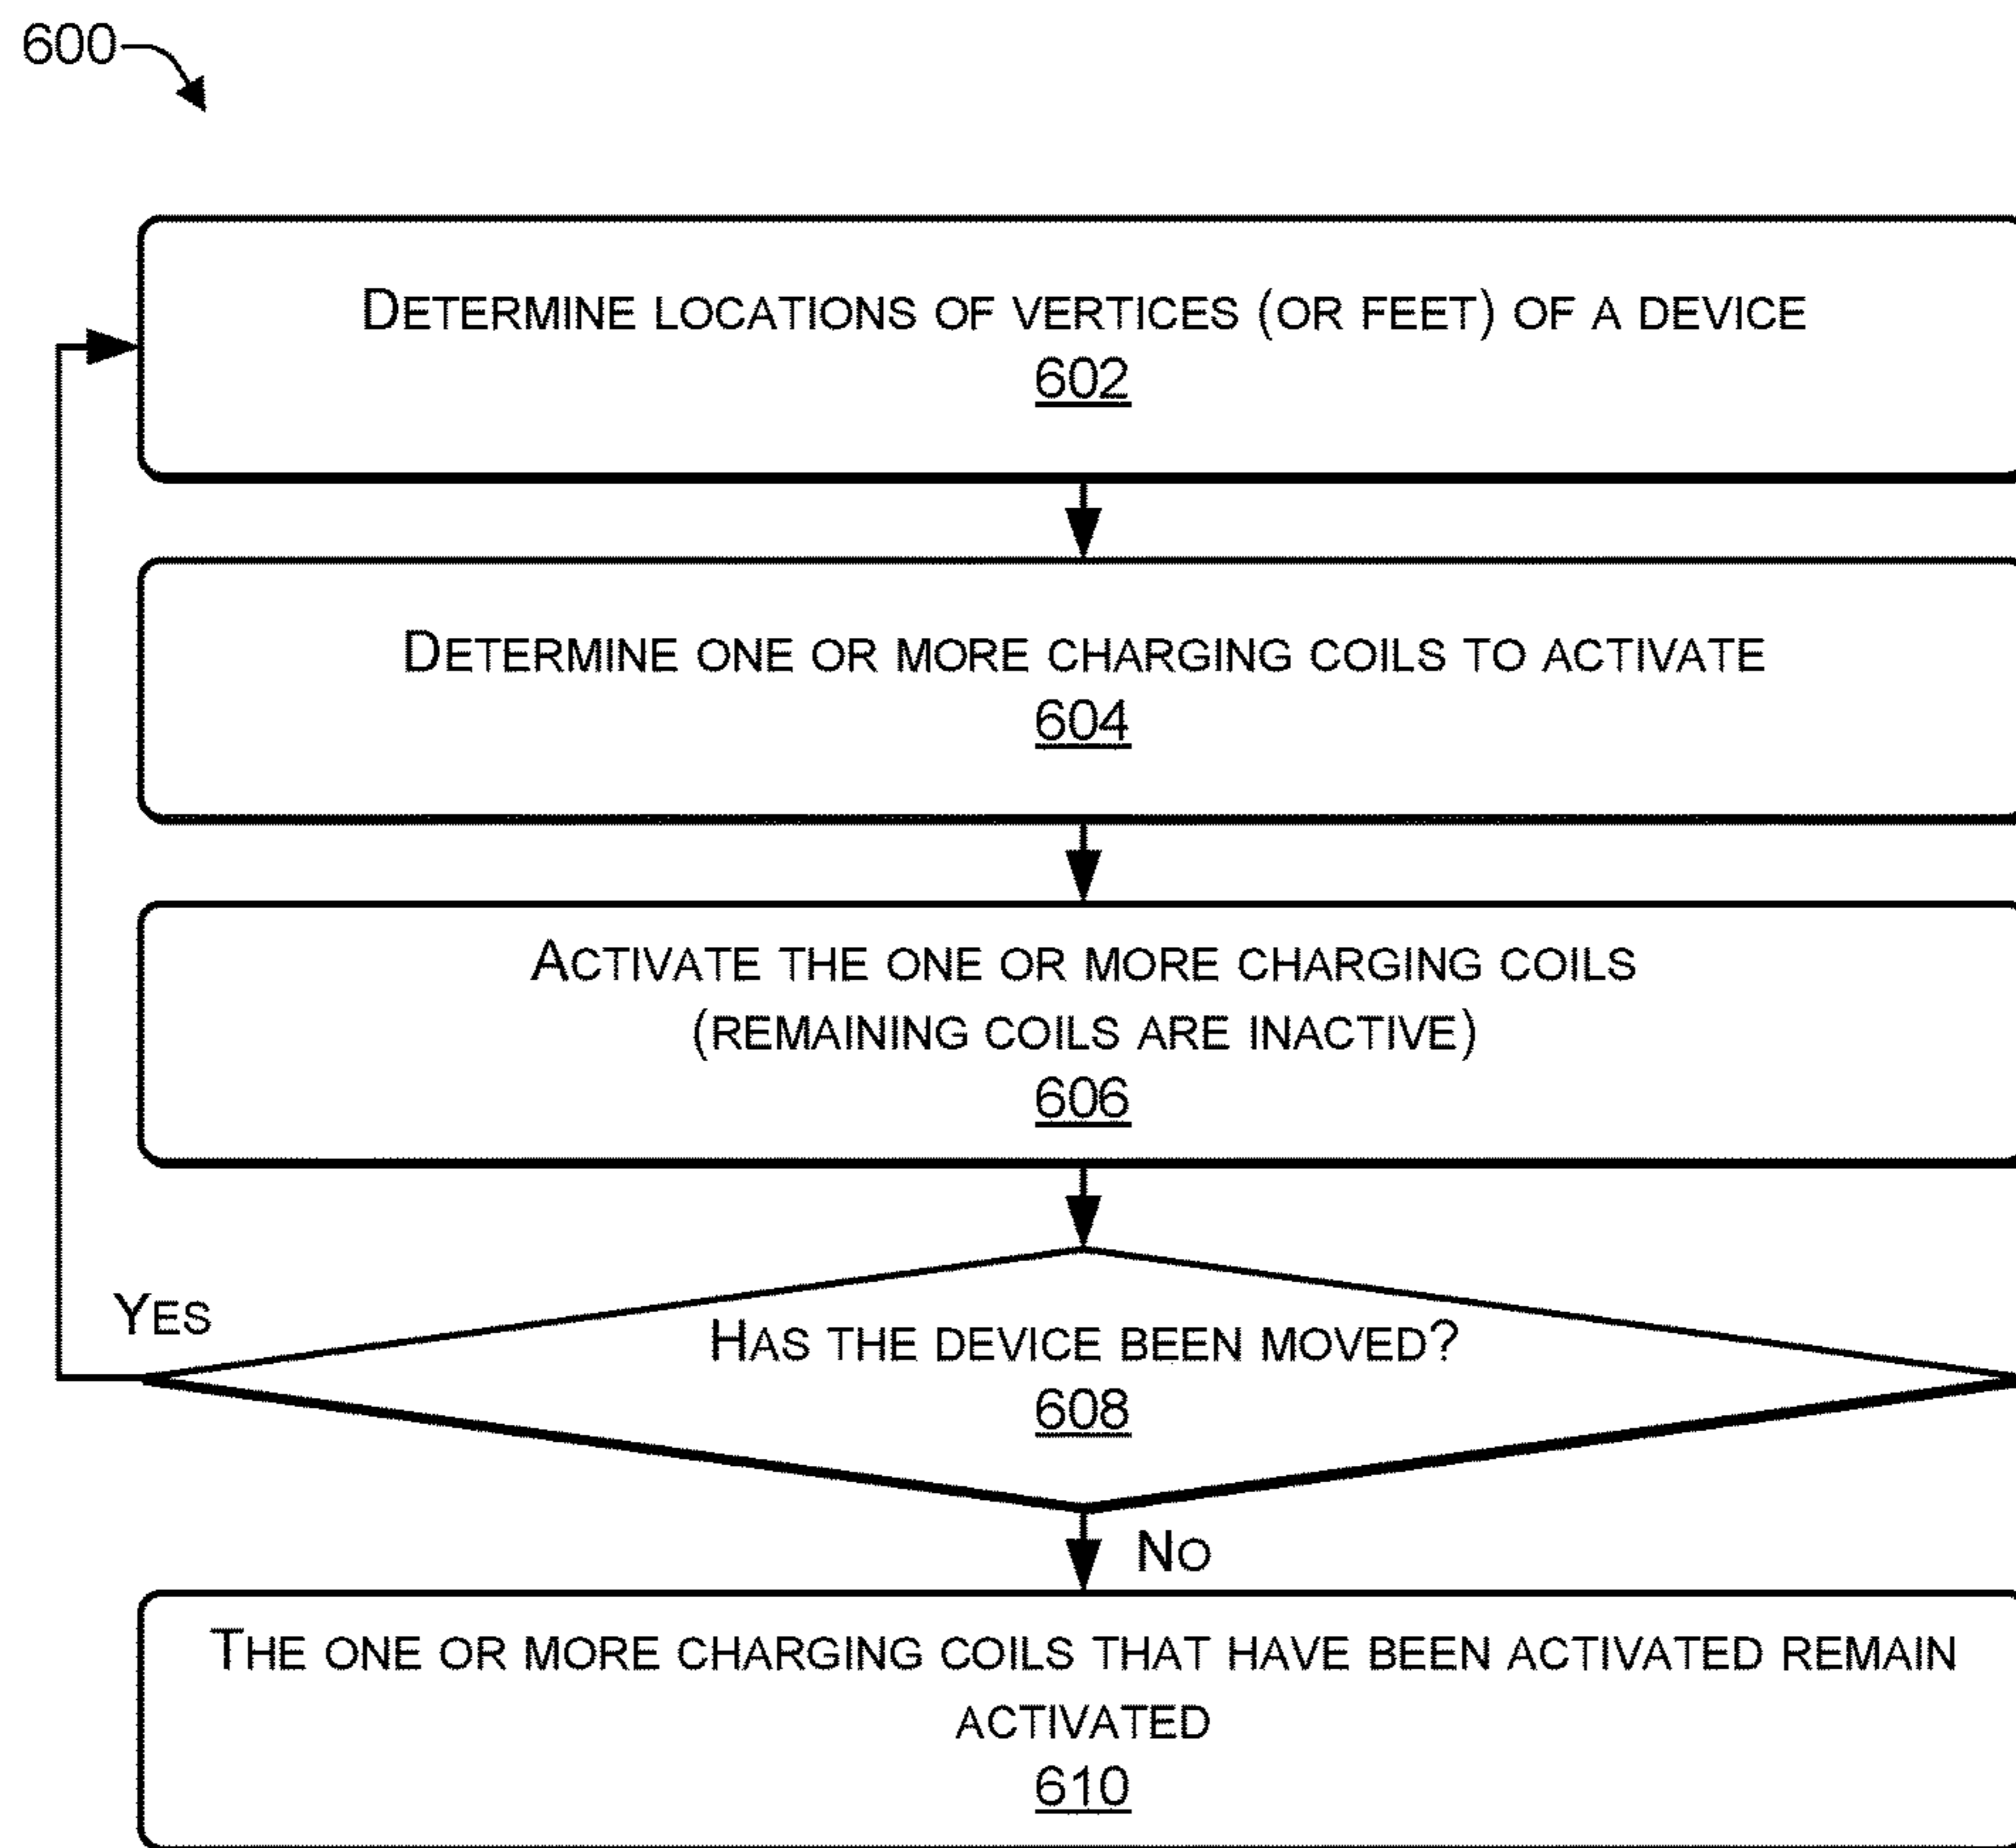 600
Determine locations of vertices (or feet) of a device
602
Determine one or more charging coils to activate
604
Activate the one or more charging coils
(remaining coils are inactive)
606
Has the device been moved?
608
Yes
No
The one or more charging coils that have been activated remain
activated
610